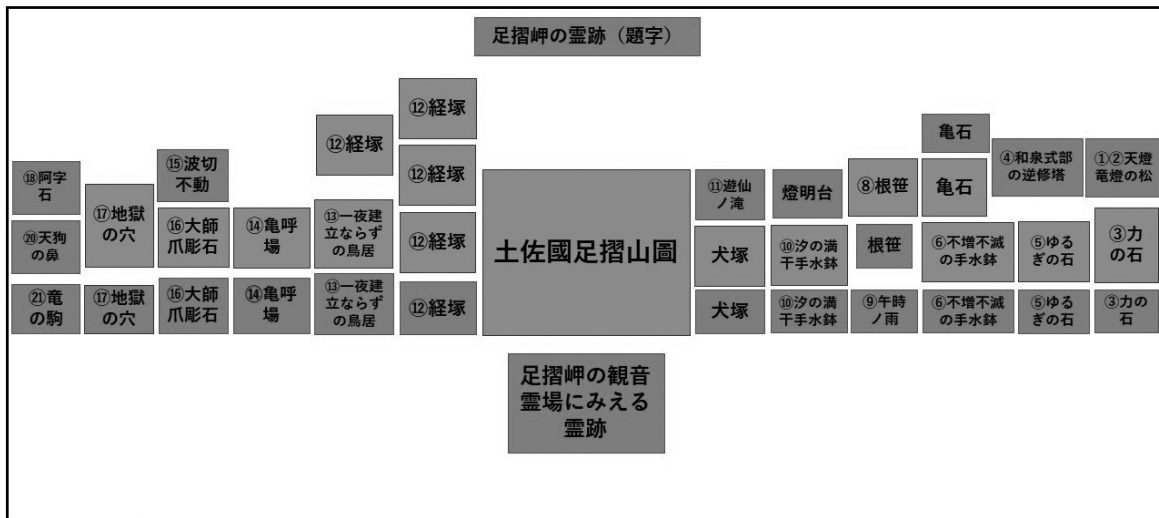 足摺岬の霊跡（題字）
⑫経塚
⑫経塚
⑫経塚
⑫経塚
⑫経塚
⑮波切
不動
⑱阿字
石
⑰地獄
の穴
⑯大師
爪彫石
⑭亀呼
場
⑬一夜建
立ならず
の鳥居
⑳天狗
の鼻
㉑竜
の駒
⑰地獄
の穴
⑯大師
爪彫石
⑭亀呼
場
⑬一夜建
立ならず
の鳥居
土佐國足摺山圖
足摺岬の観音
霊場にみえる
霊跡
⑪遊仙
ノ滝
燈明台
⑧根笹
亀石
亀石
④和泉式部
の逆修塔
①②天燈
竜燈の松
犬塚
⑩汐の満
干手水鉢
根笹
⑥不増不滅
の手水鉢
⑤ゆる
ぎの石
③力
の石
犬塚
⑩汐の満
干手水鉢
⑨午時
ノ雨
⑥不増不滅
の手水鉢
⑤ゆる
ぎの石
③力の
石